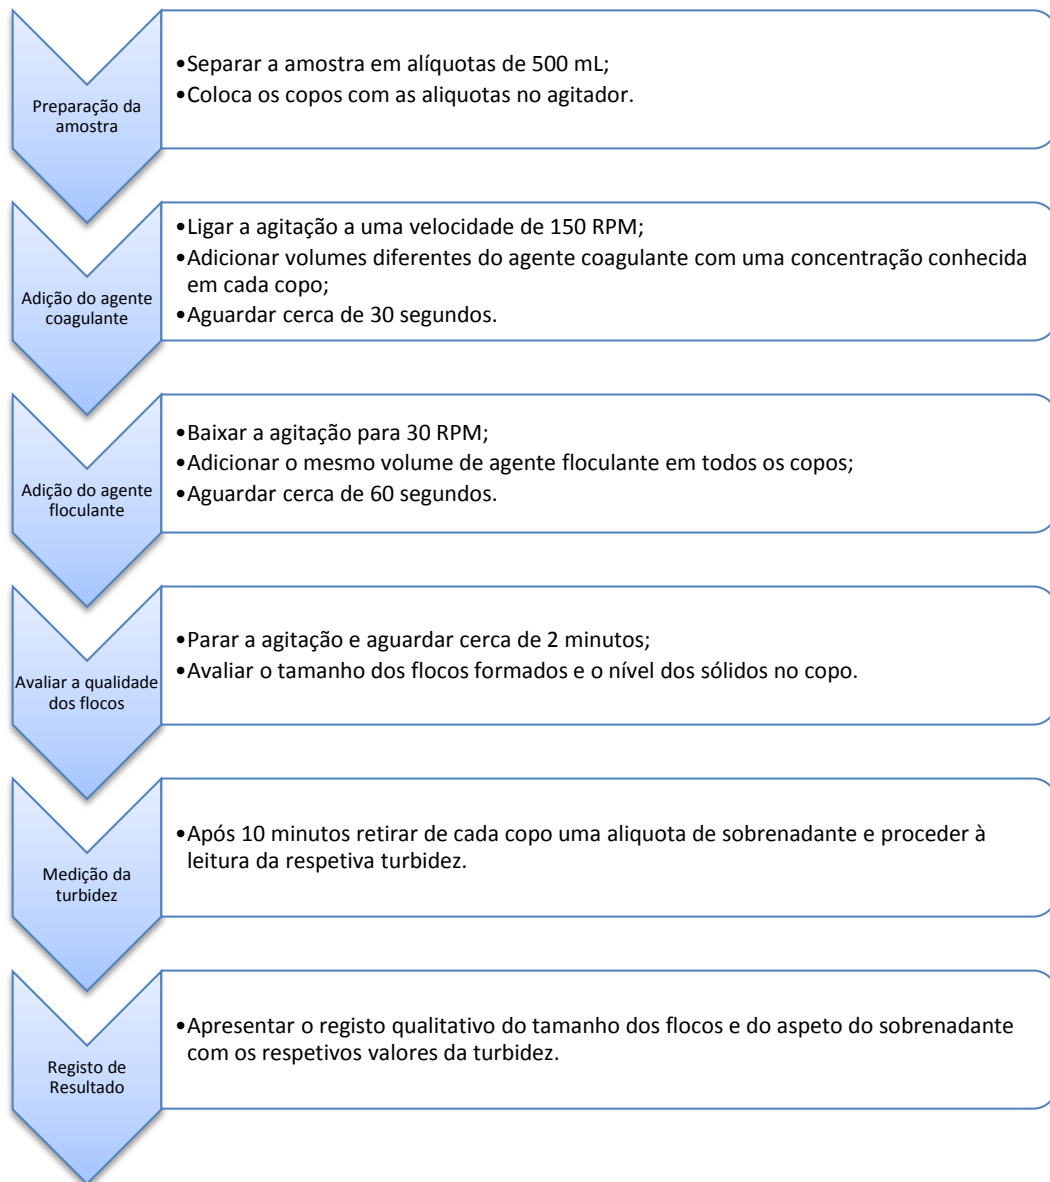 Preparação da
amostra
•Separar a amostra em alíquotas de 500 mL;
•Coloca os copos com as aliquotas no agitador.
Adição do agente
coagulante
•Ligar a agitação a uma velocidade de 150 RPM;
•Adicionar volumes diferentes do agente coagulante com uma concentração conhecida
em cada copo;
•Aguardar cerca de 30 segundos.
Adição do agente
floculante
•Baixar a agitação para 30 RPM;
•Adicionar o mesmo volume de agente floculante em todos os copos;
•Aguardar cerca de 60 segundos.
Avaliar a qualidade
dos flocos
•Parar a agitação e aguardar cerca de 2 minutos;
•Avaliar o tamanho dos flocos formados e o nível dos sólidos no copo.
Medição da
turbidez
•Após 10 minutos retirar de cada copo uma aliquota de sobrenadante e proceder à
leitura da respetiva turbidez.
Registo de
Resultado
•Apresentar o registo qualitativo do tamanho dos flocos e do aspeto do sobrenadante
com os respetivos valores da turbidez.